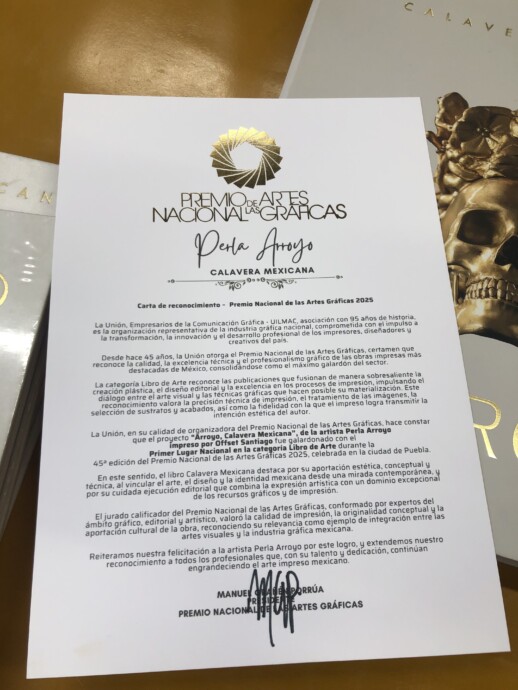 CALAVE
CAN
PREMIO DE ARTES
NACIONAL LAS GRÁFICAS
Perla Arroyo
CALAVERA MEXICANA
Carta de reconocimiento - Premio Nacional de las Artes Gráficas 2025
La Unión, Empresarios de la Comunicación Gráfica - UILMAC, asociación con 95 años de historia,
es la organización representativa de la industria gráfica nacional, comprometida con el impulso a
la transformación, la innovación y el desarrollo profesional de los impresores, diseñadores y
creativos del país.
Desde hace 45 años, la Unión otorga el Premio Nacional de las Artes Gráficas, certamen que
reconoce la calidad, la excelencia técnica y el profesionalismo gráfico de las obras impresas más
destacadas de México, consolidándose como el máximo galardón del sector.
La categoría Libro de Arte reconoce las publicaciones que fusionan de manera sobresaliente la
creación plástica, el diseño editorial y la excelencia en los procesos de impresión, impulsando el
diálogo entre el arte visual y las técnicas gráficas que hacen posible su materialización. Este
reconocimiento valora la precisión técnica de impresión, el tratamiento de las imágenes, la
selección de sustratos y acabados, así como la fidelidad con la que el impreso logra transmitir la
intención estética del autor.
La Unión, en su calidad de organizadora del Premio Nacional de las Artes Gráficas, hace constar
que el proyecto "Arroyo, Calavera Mexicana", de la artista Perla Arroyo
impreso por Offset Santiago fue galardonado con el
Primer Lugar Nacional en la categoría Libro de Arte durante la
45ª edición del Premio Nacional de las Artes Gráficas 2025, celebrada en la ciudad de Puebla.
En este sentido, el libro Calavera Mexicana destaca por su aportación estética, conceptual y
técnica, al vincular el arte, el diseño y la identidad mexicana desde una mirada contemporánea, y
por su cuidada ejecución editorial que combina la expresión artística con un dominio excepcional
de los recursos gráficos y de impresión.
El jurado calificador del Premio Nacional de las Artes Gráficas, conformado por expertos del
ámbito gráfico, editorial y artístico, valoró la calidad de impresión, la originalidad conceptual y la
aportación cultural de la obra, reconociendo su relevancia como ejemplo de integración entre las
artes visuales y la industria gráfica mexicana.
Reiteramos nuestra felicitación a la artista Perla Arroyo por este logro, y extendemos nuestro
reconocimiento a todos los profesionales que, con su talento y dedicación, continúan
engrandeciendo el arte impreso mexicano.
MANUEL PORRÚA
PRESIDENTE
PREMIO NACIONAL DE LAS ARTES GRÁFICAS